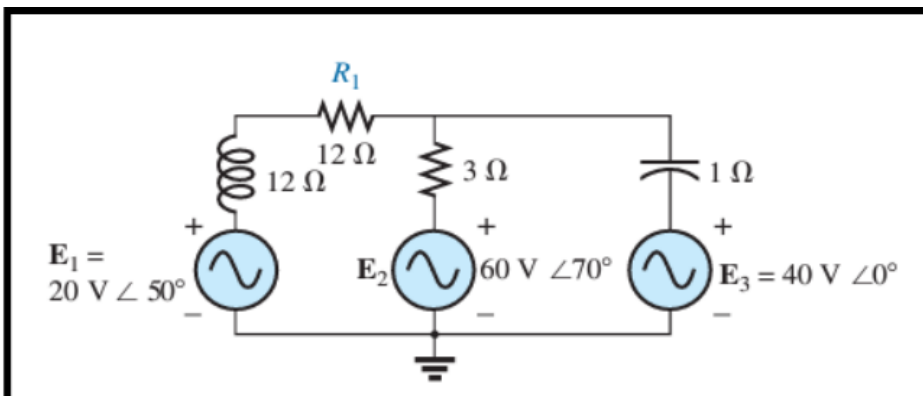 R1
12 Ω
12 Ω
3 Ω
1 Ω
+
+
+
E1 =
20 V ∠ 50°
E2
60 V ∠70°
E3 = 40 V ∠0°
−
−
−